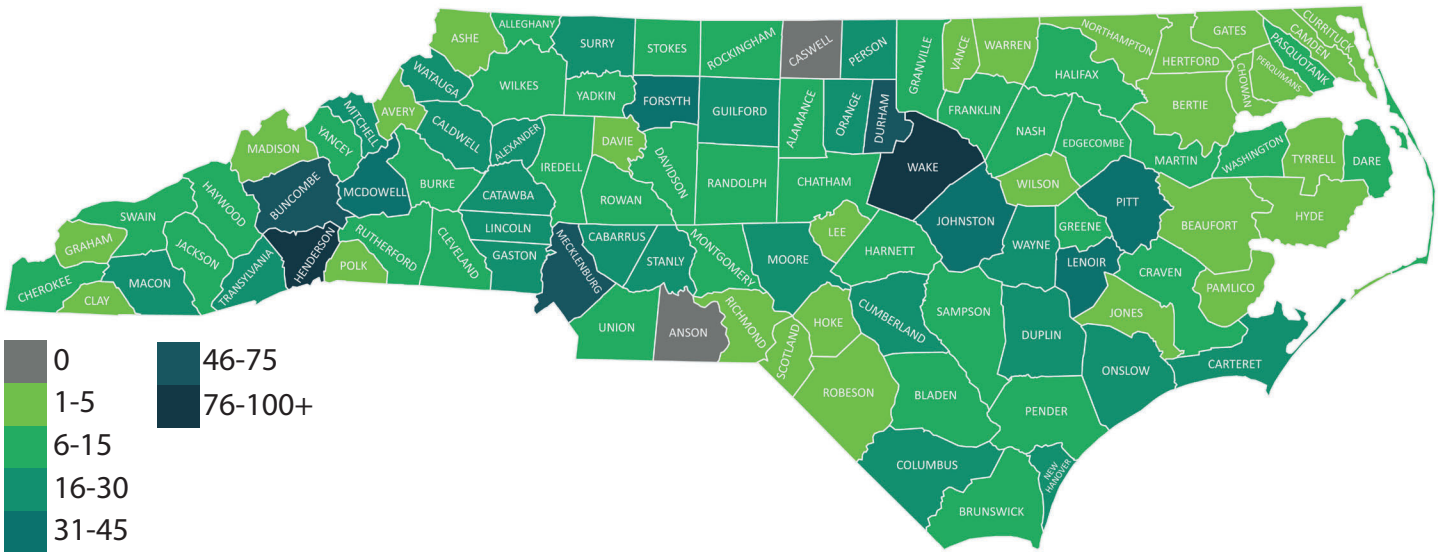 ALLEGHANY
ASHE
SURRY
STOKES
ROCKINGHAM
CASWELL
PERSON
GRANVILLE
VANCE
WARREN
NORTHAMPTON
GATES
CURRITUCK
CAMDEN
PASQUOTANK
PERQUIMANS
CHOWAN
HERTFORD
HALIFAX
BERTIE
WATAUGA
WILKES
YADKIN
FORSYTH
GUILFORD
ALAMANCE
ORANGE
DURHAM
FRANKLIN
NASH
EDGECOMBE
MARTIN
WASHINGTON
TYRRELL
DARE
MITCHELL
AVERY
CALDWELL
ALEXANDER
YANCEY
MADISON
IREDELL
DAVIE
DAVIDSON
RANDOLPH
CHATHAM
WAKE
WILSON
PITT
BEAUFORT
HYDE
BUNCOMBE
MCDOWELL
BURKE
CATAWBA
ROWAN
HAYWOOD
SWAIN
GRAHAM
JACKSON
CHEROKEE
CLAY
MACON
TRANSYLVANIA
HENDERSON
POLK
RUTHERFORD
CLEVELAND
LINCOLN
GASTON
MECKLENBURG
CABARRUS
STANLY
MONTGOMERY
MOORE
LEE
HARNETT
JOHNSTON
WAYNE
GREENE
LENOIR
CRAVEN
PAMLICO
JONES
UNION
ANSON
RICHMOND
SCOTLAND
HOKE
CUMBERLAND
SAMPSON
DUPLIN
ONSLOW
CARTERET
ROBESON
BLADEN
PENDER
COLUMBUS
NEW
HANOVER
BRUNSWICK
0
1-5
6-15
16-30
31-45
46-75
76-100+